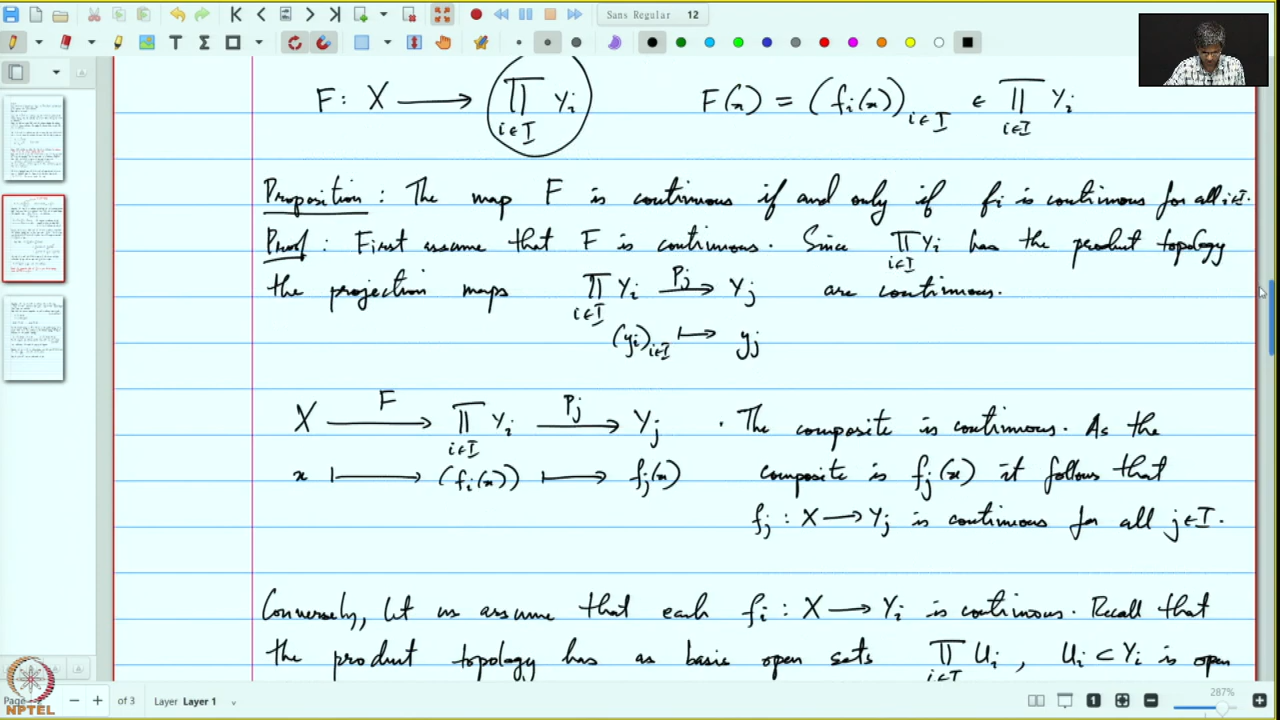 Sans Regular 12
F : X ⟶ ∏_{i∈I} Y_i    F(x) = (f_i(x))_{i∈I} ∈ ∏_{i∈I} Y_i
Proposition : The map F is continuous if and only if f_i is continuous for all i∈I.
Proof : First assume that F is continuous. Since ∏_{i∈I} Y_i has the product topology
the projection maps ∏_{i∈I} Y_i ⟶^{p_j} Y_j are continuous.
(y_i)_{i∈I} ⟼ y_j
X ⟶^{F} ∏_{i∈I} Y_i ⟶^{p_j} Y_j . The composite is continuous. As the
x ⟼ (f_i(x)) ⟼ f_j(x) composite is f_j(x) it follows that
f_j : X ⟶ Y_j is continuous for all j∈I.
Conversely, let us assume that each f_i : X ⟶ Y_i is continous. Recall that
the product topology has as basic open sets ∏_{i∈I} U_i , U_i ⊂ Y_i is open
NPTEL
of 3 Layer Layer 1 287%